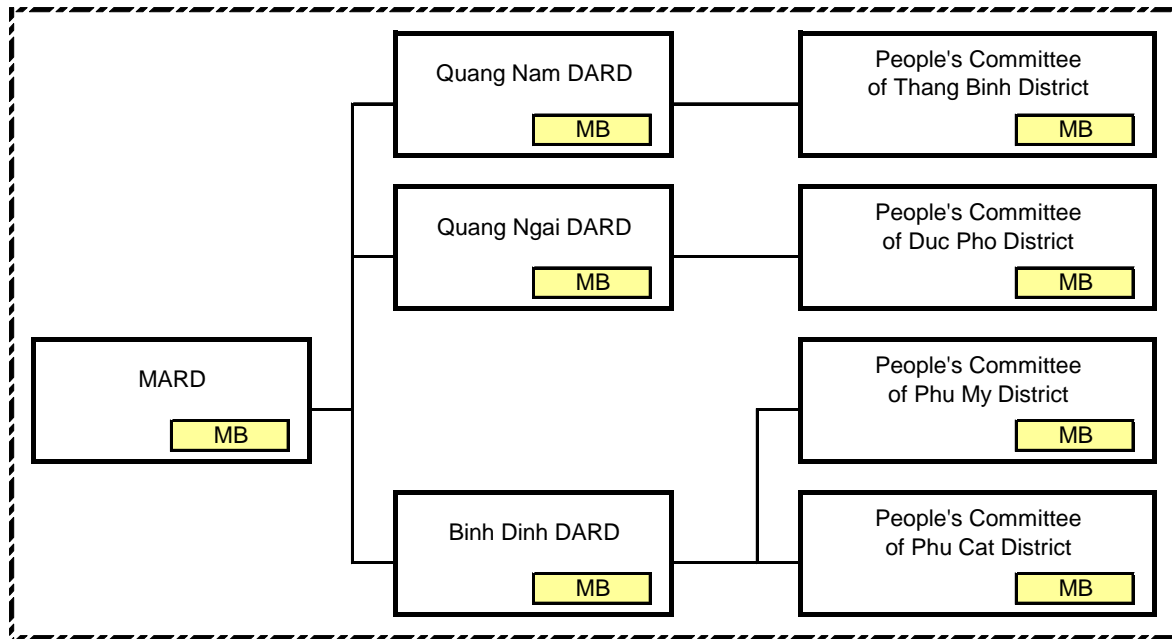 Quang Nam DARD
MB
People's Committee
of Thang Binh District
MB
Quang Ngai DARD
MB
People's Committee
of Duc Pho District
MB
MARD
MB
People's Committee
of Phu My District
MB
Binh Dinh DARD
MB
People's Committee
of Phu Cat District
MB